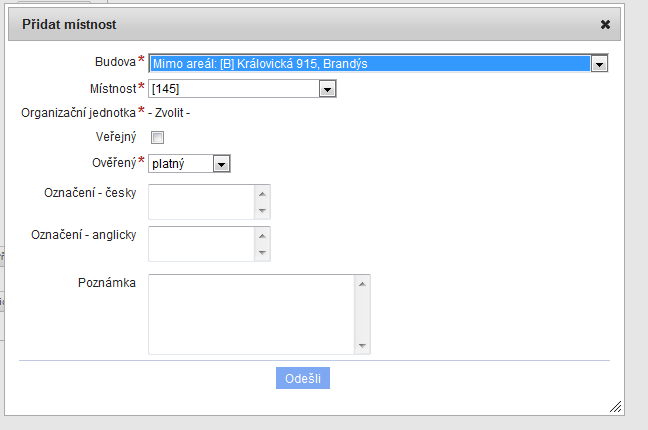 Přidat místnost
Budova * Mimo areál: [B] Královická 915, Brandýs
Místnost * [145]
Organizační jednotka * - Zvolit -
Veřejný
Ověřený * platný
Označení - česky
Označení - anglicky
Poznámka
Odešli